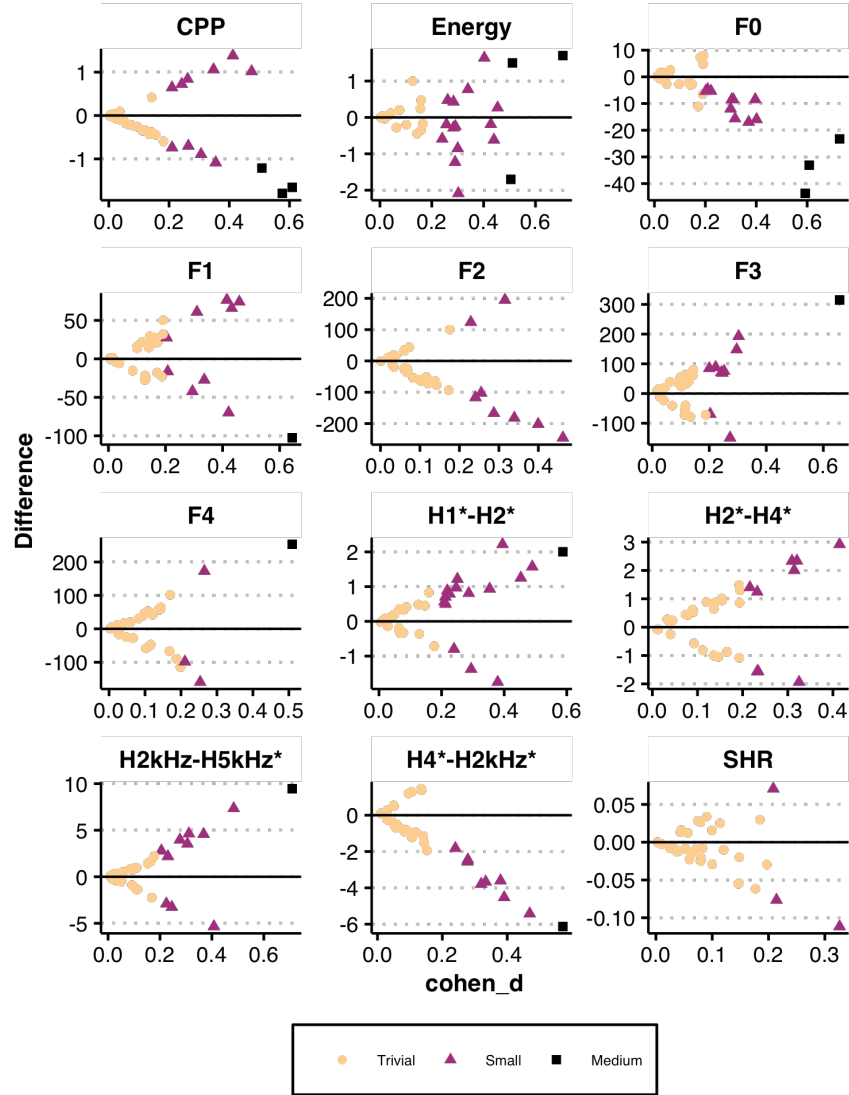 CPP Energy F0
1 0 -1
0.0 0.2 0.4 0.6
1 0 -1 -2
0.0 0.2 0.4 0.6
10 0 -10 -20 -30 -40
0.0 0.2 0.4 0.6
F1 F2 F3
50 0 -50 -100
0.0 0.2 0.4 0.6
200 100 0 -100 -200
0.0 0.1 0.2 0.3 0.4
300 200 100 0 -100
0.0 0.2 0.4 0.6
Difference
F4 H1*-H2* H2*-H4*
200 100 0 -100
0.0 0.1 0.2 0.3 0.4 0.5
2 1 0 -1
0.0 0.2 0.4 0.6
3 2 1 0 -1 -2
0.0 0.1 0.2 0.3 0.4
H2kHz-H5kHz* H4*-H2kHz* SHR
10 5 0 -5
0.0 0.2 0.4 0.6
0 -2 -4 -6
0.0 0.2 0.4
0.05 0.00 -0.05 -0.10
0.0 0.1 0.2 0.3
cohen_d
Trivial Small Medium